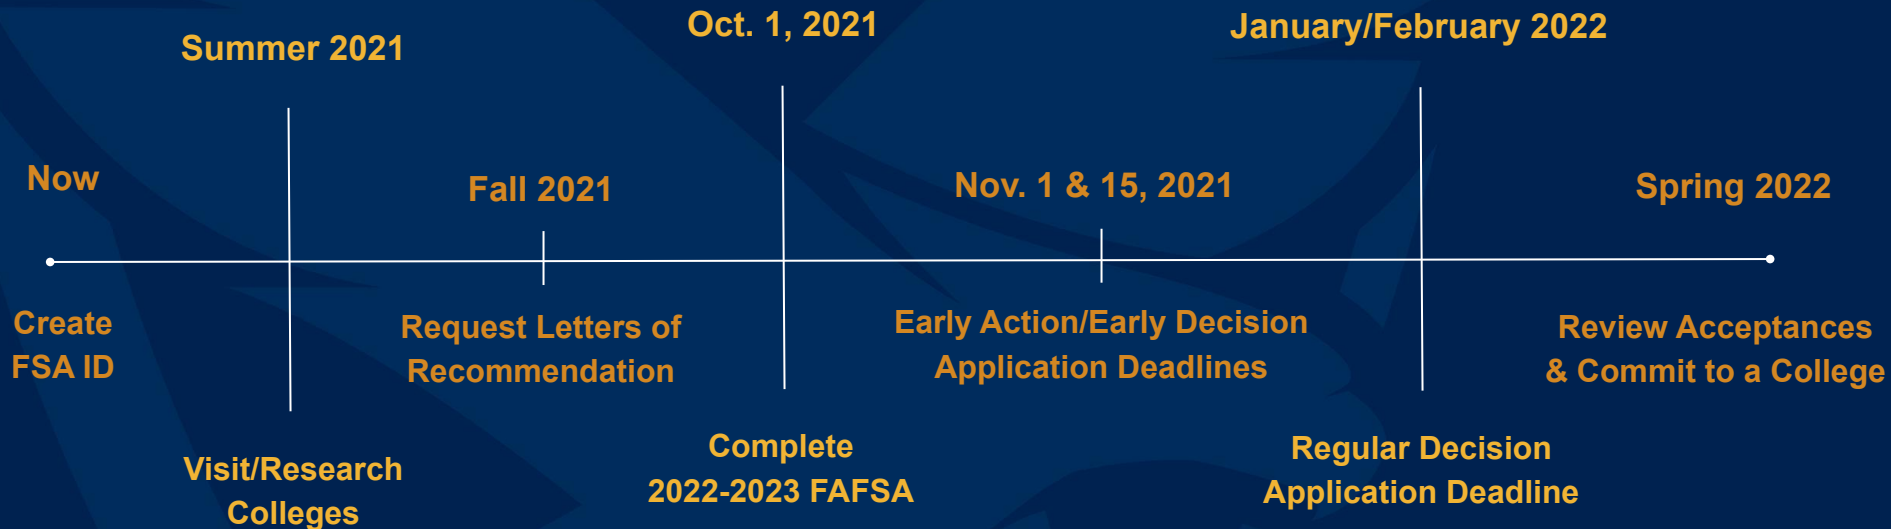 Now
Create
FSA ID
Summer 2021
Visit/Research
Colleges
Fall 2021
Request Letters of
Recommendation
Oct. 1, 2021
Complete
2022-2023 FAFSA
Nov. 1 & 15, 2021
Early Action/Early Decision
Application Deadlines
January/February 2022
Regular Decision
Application Deadline
Spring 2022
Review Acceptances
& Commit to a College